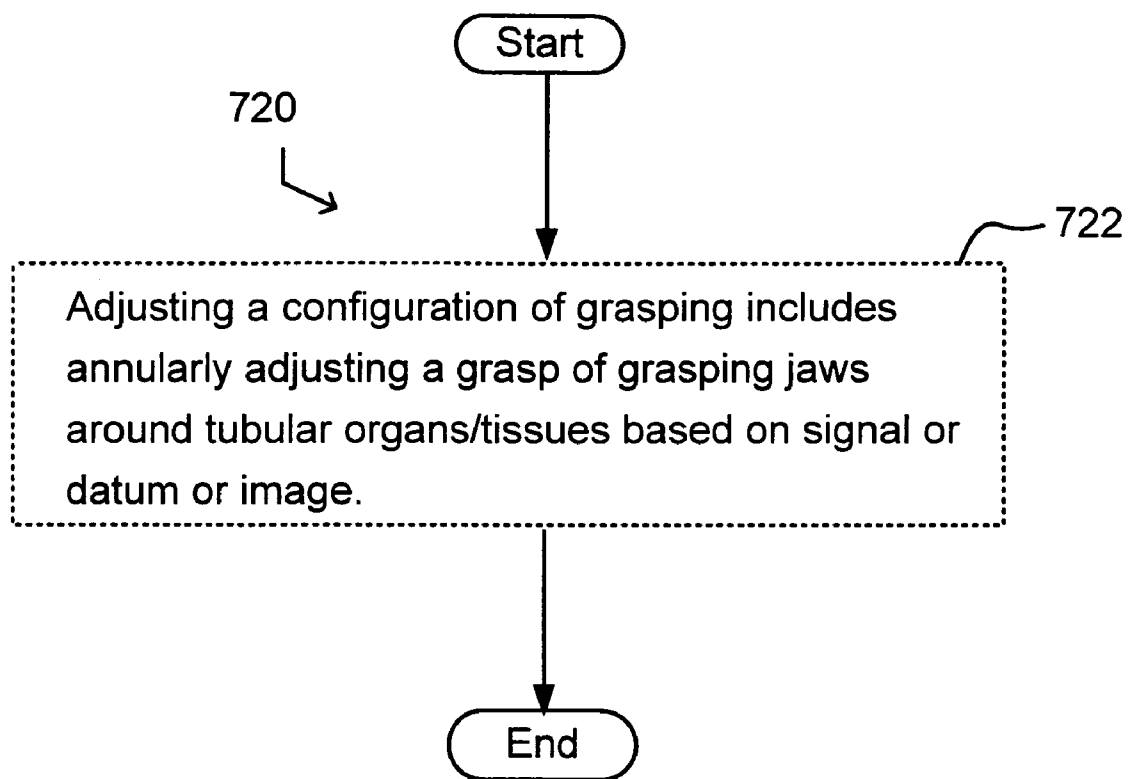 Start
720
722
Adjusting a configuration of grasping includes
annularly adjusting a grasp of grasping jaws
around tubular organs/tissues based on signal or
datum or image.
End